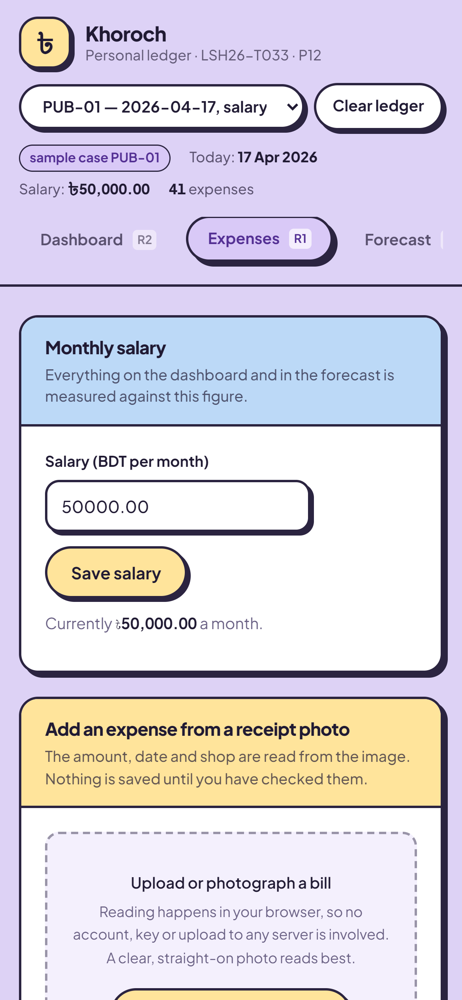 ৳
Khoroch
Personal ledger · LSH26-T033 · P12
PUB-01 — 2026-04-17, salary
Clear ledger
sample case PUB-01
Today: 17 Apr 2026
Salary: ৳50,000.00
41 expenses
Dashboard R2
Expenses R1
Forecast
Monthly salary
Everything on the dashboard and in the forecast is
measured against this figure.
Salary (BDT per month)
50000.00
Save salary
Currently ৳50,000.00 a month.
Add an expense from a receipt photo
The amount, date and shop are read from the image.
Nothing is saved until you have checked them.
Upload or photograph a bill
Reading happens in your browser, so no
account, key or upload to any server is involved.
A clear, straight-on photo reads best.